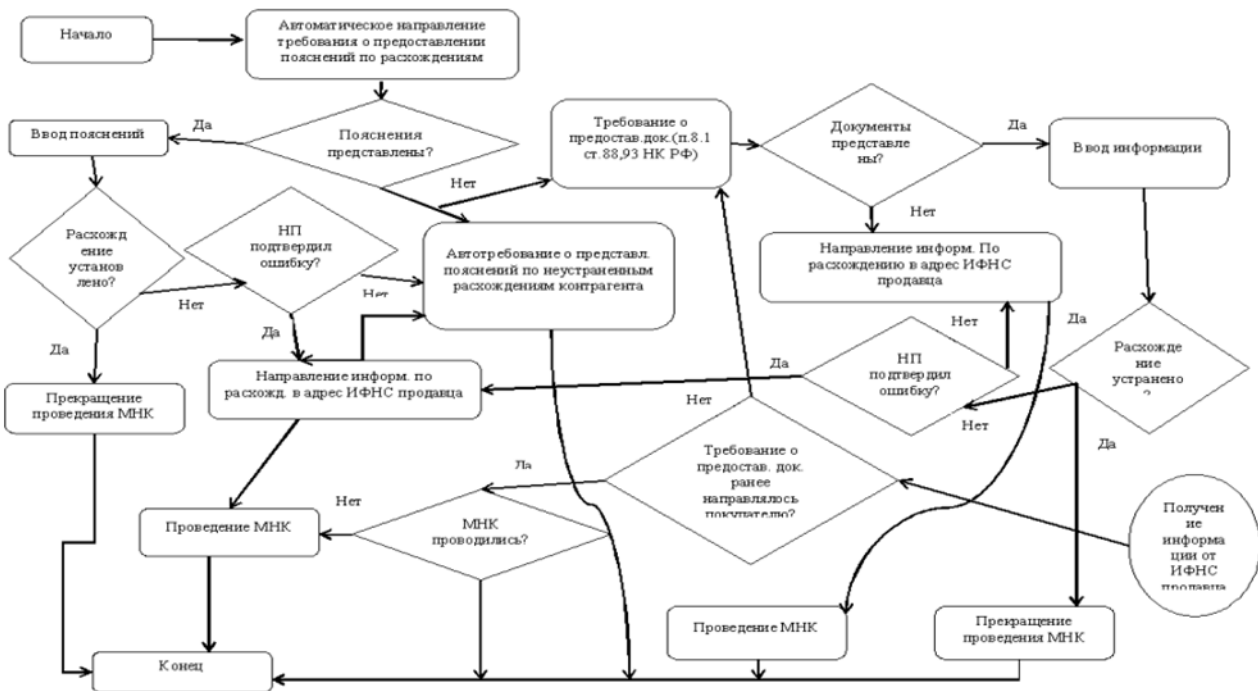 Начало
Автоматическое направление
требования о предоставлении
пояснений по расхождениям
Да
Ввод пояснений
Пояснения
представлены?
Нет
Требование о
предостав.док.(п.8.1
ст.88,93 НК РФ)
Документы
представле
ны?
Да
Ввод информации
Нет
Расхожд
ение
установ
лено?
Нет
НП
подтвердил
ошибку?
Нет
Да
Автотребование о представл.
пояснений по неустраненным
расхождениям контрагента
Направление информ. По
расхождению в адрес ИФНС
продавца
Нет
Да
Да
Прекращение
проведения МНК
Направление информ. по
расхожд. в адрес ИФНС продавца
Да
НП
подтвердил
ошибку?
Нет
Расхожде
ние
устранено
?
Да
Нет
Требование о
предостав. док.
ранее
направлялось
покупателю?
Да
Нет
Проведение МНК
МНК
проводились?
Получен
ие
информа
ции от
ИФНС
продавца
Проведение МНК
Прекращение
проведения МНК
Конец